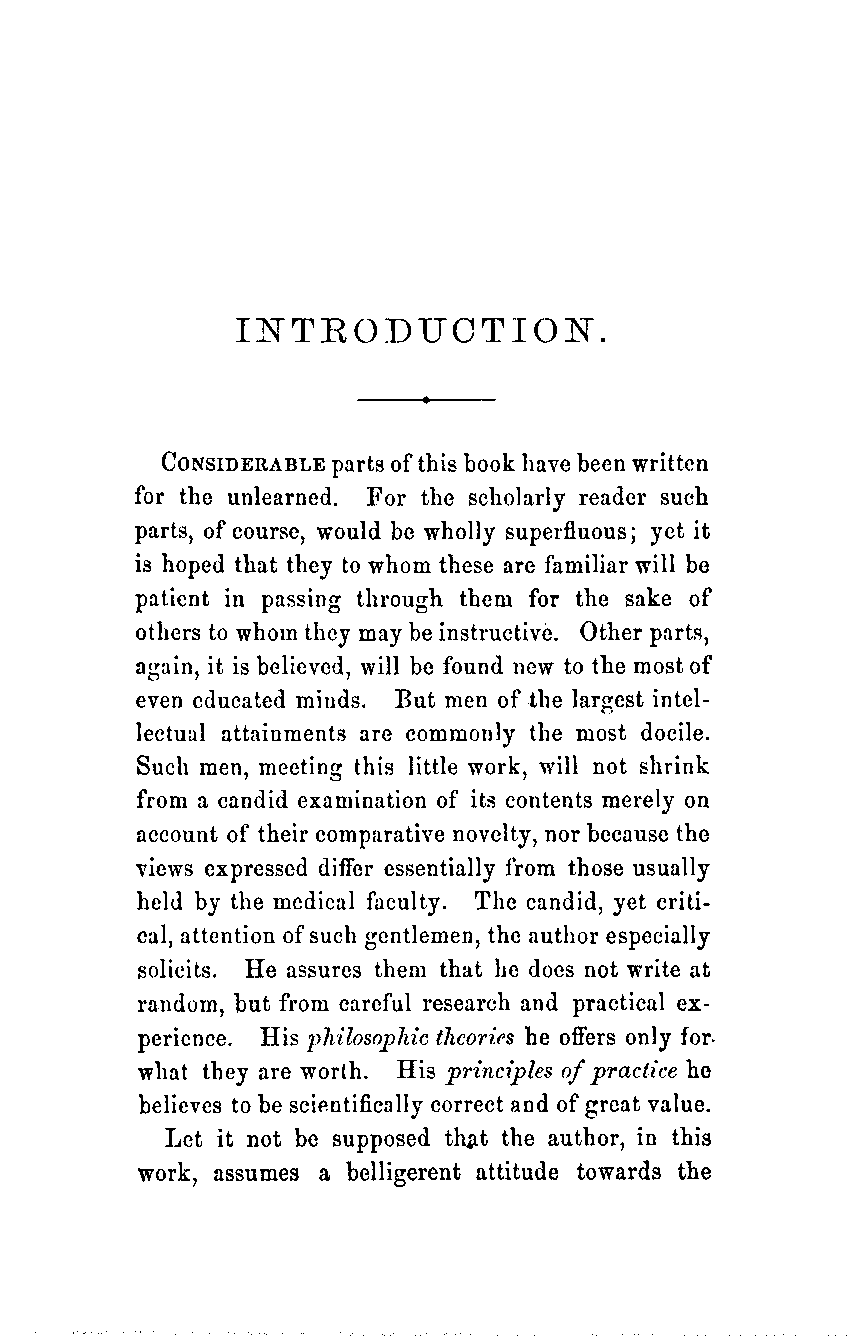 INTRODUCTION.
CONSIDERABLE parts of this book have been written
for the unlearned. For the scholarly reader such
parts, of course, would be wholly superfluous; yet it
is hoped that they to whom these are familiar will be
patient in passing through them for the sake of
others to whom they may be instructive. Other parts,
again, it is believed, will be found new to the most of
even educated minds. But men of the largest intel-
lectual attainments are commonly the most docile.
Such men, meeting this little work, will not shrink
from a candid examination of its contents merely on
account of their comparative novelty, nor because the
views expressed differ essentially from those usually
held by the medical faculty. The candid, yet criti-
cal, attention of such gentlemen, the author especially
solicits. He assures them that he does not write at
random, but from careful research and practical ex-
perience. His philosophic theories he offers only for
what they are worth. His principles of practice he
believes to be scientifically correct and of great value.
Let it not be supposed that the author, in this
work, assumes a belligerent attitude towards the